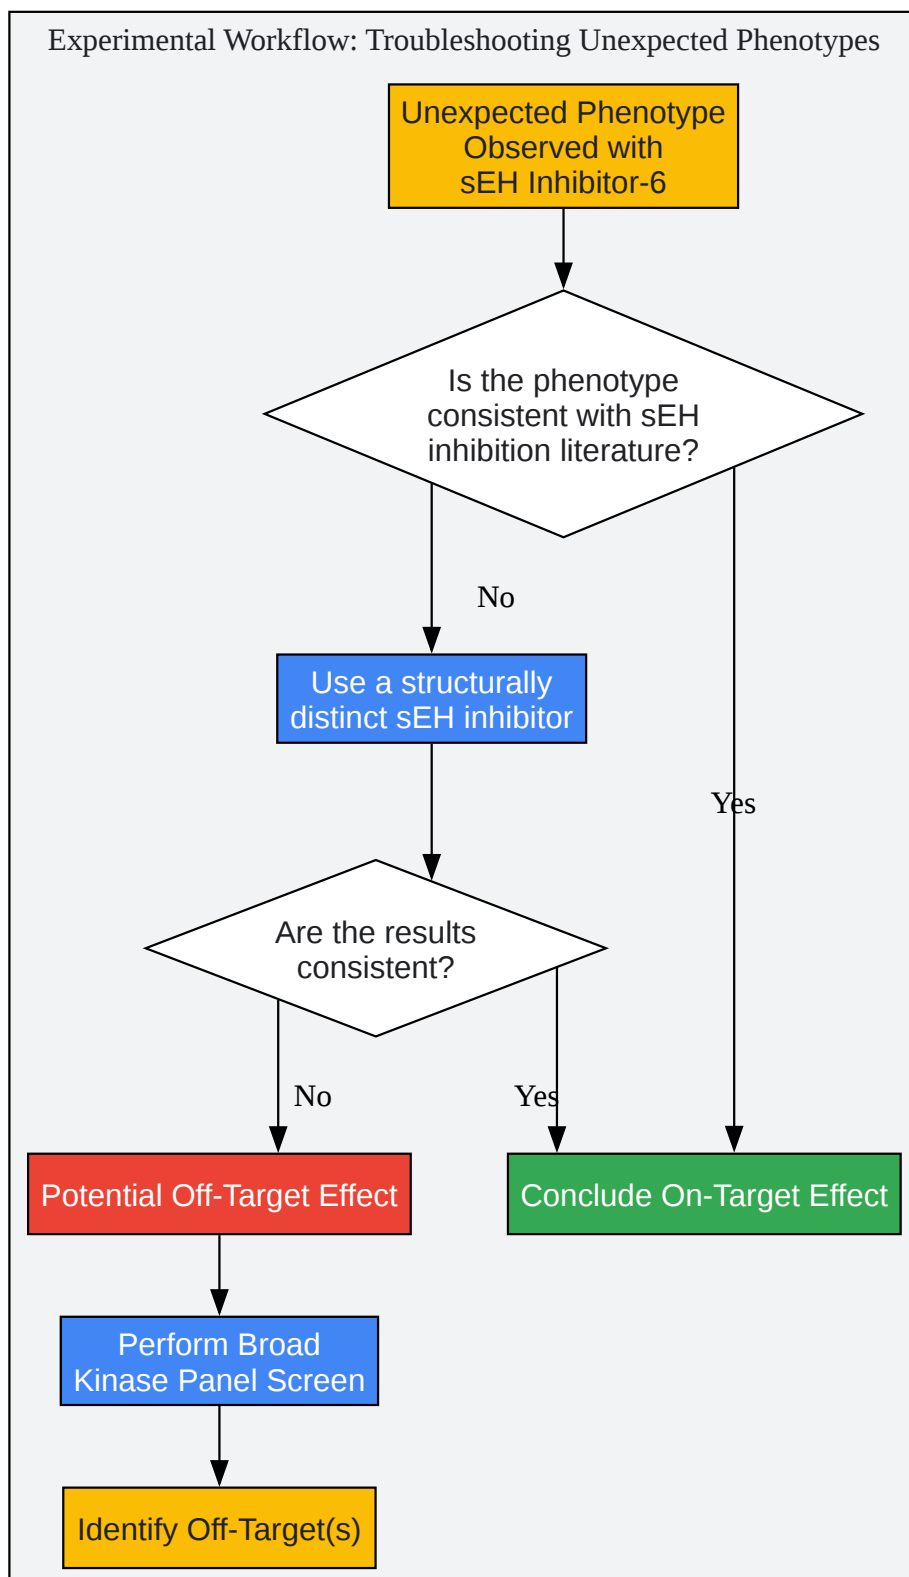 Experimental Workflow: Troubleshooting Unexpected Phenotypes
Unexpected Phenotype
Observed with
sEH Inhibitor-6
Is the phenotype
consistent with sEH
inhibition literature?
No
Use a structurally
distinct sEH inhibitor
Yes
Are the results
consistent?
No
Yes
Potential Off-Target Effect
Conclude On-Target Effect
Perform Broad
Kinase Panel Screen
Identify Off-Target(s)